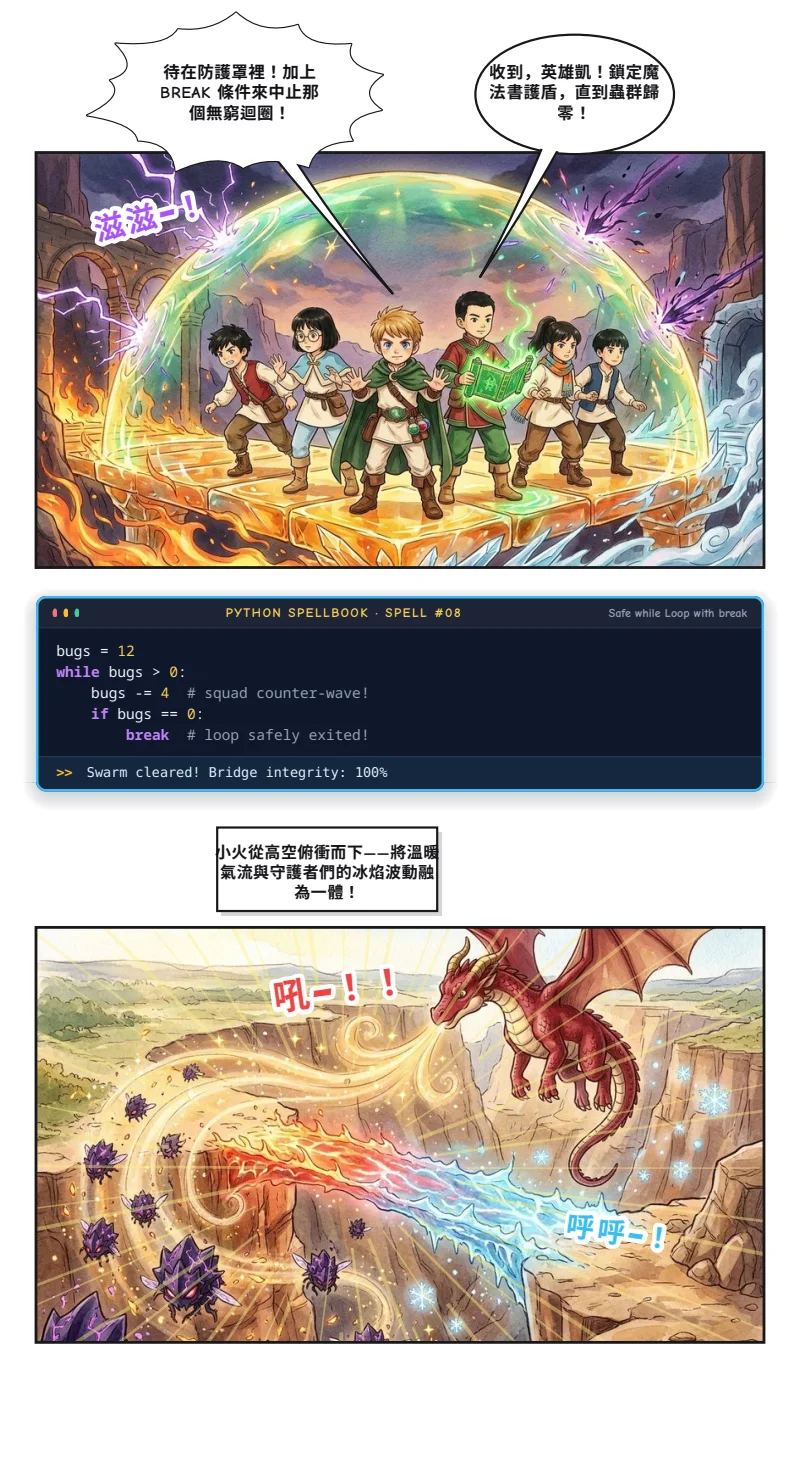 待在防護罩裡！加上
BREAK 條件來中止那
個無窮迴圈！
收到，英雄凱！鎖定魔
法書護盾，直到蟲群歸
零！
滋滋–！
PYTHON SPELLBOOK · SPELL #08
Safe while Loop with break
bugs = 12
while bugs > 0:
    bugs -= 4  # squad counter-wave!
    if bugs == 0:
        break  # loop safely exited!
>> Swarm cleared! Bridge integrity: 100%
小火從高空俯衝而下——將溫暖
氣流與守護者們的冰焰波動融
為一體！
吼–！！
呼呼–！